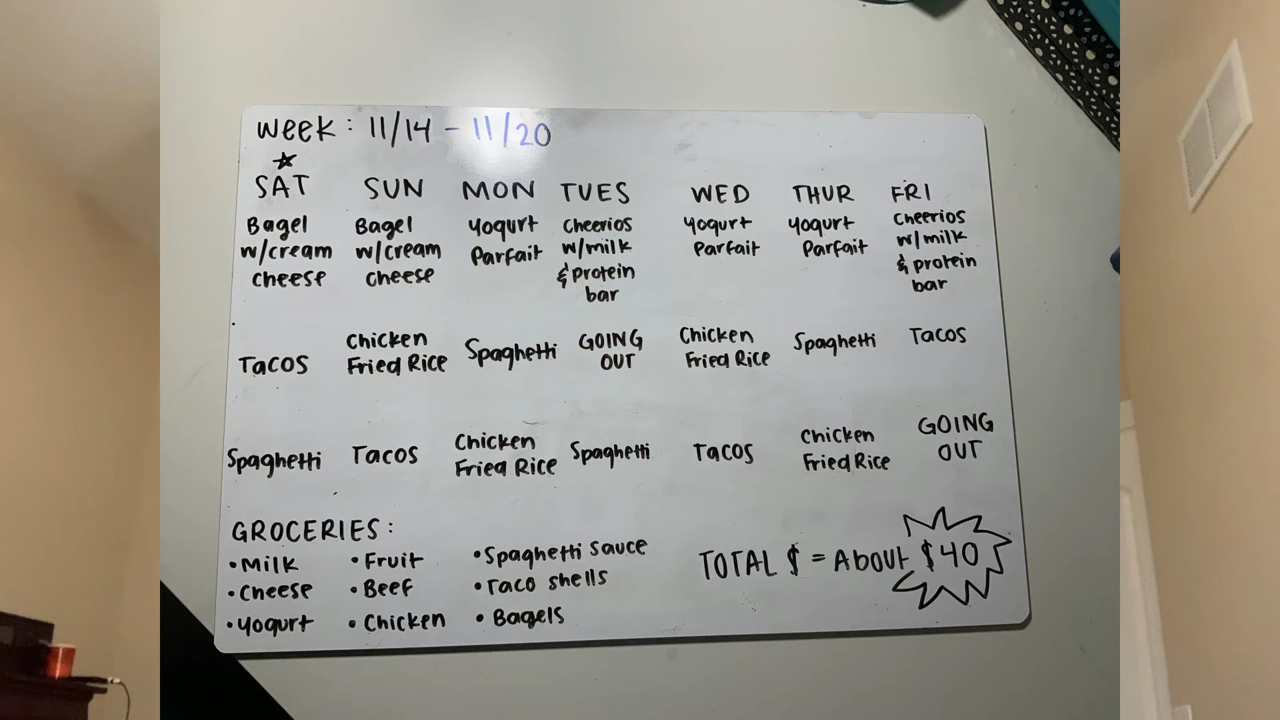 Week: 11/14 - 11/20
SAT SUN MON TUES WED THUR FRI
Bagel Bagel Yogurt Cheerios Yogurt Yogurt Cheerios
w/cream w/cream Parfait w/milk Parfait Parfait w/milk
cheese cheese & protein & protein
bar bar
Tacos Chicken Spaghetti GOING Chicken Spaghetti Tacos
Fried Rice OUT Fried Rice
Spaghetti Tacos Chicken Spaghetti Tacos Chicken GOING
Fried Rice Fried Rice OUT
GROCERIES:
•Milk •Fruit •Spaghetti Sauce
•Cheese •Beef •Taco shells
•Yogurt •Chicken •Bagels
TOTAL $ = About $40